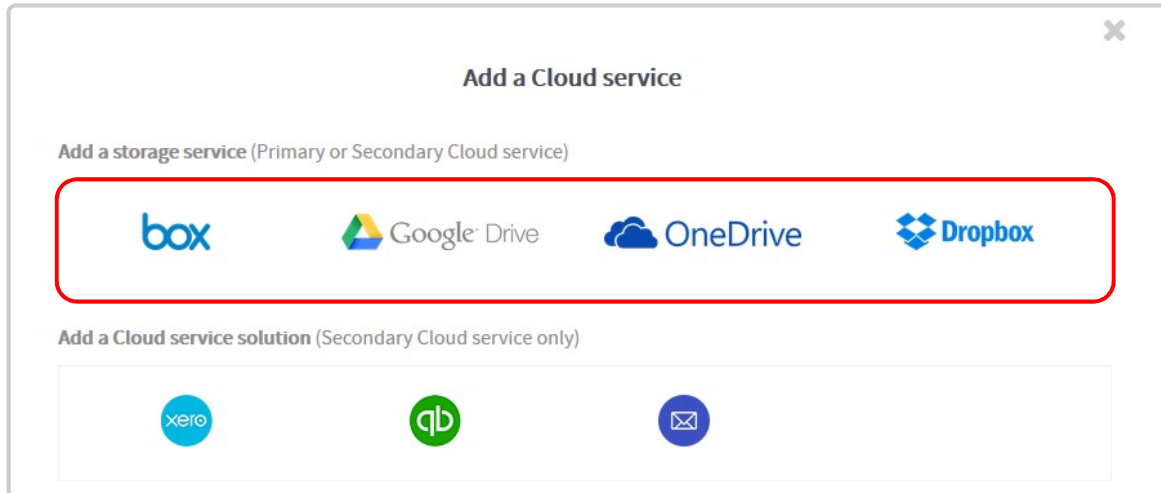 Add a Cloud service
Add a storage service (Primary or Secondary Cloud service)
box Google Drive OneDrive Dropbox
Add a Cloud service solution (Secondary Cloud service only)
xero qb